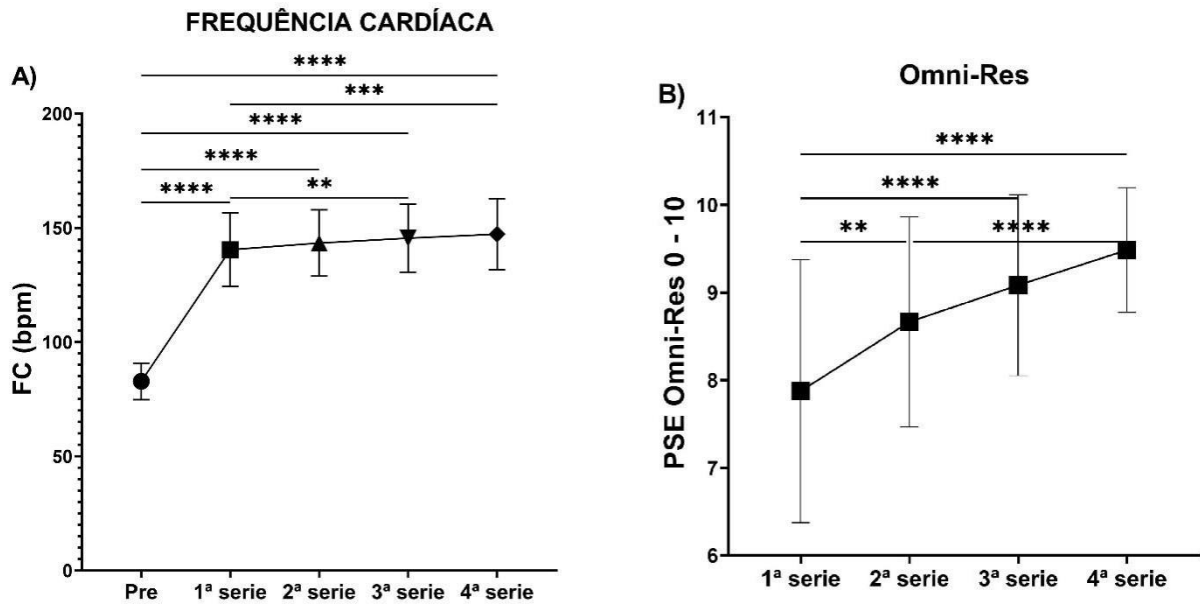 FREQUÊNCIA CARDÍACA
A)
****
***
****
****
**** **
FC (bpm)
200
150
100
50
0
Pre 1ª serie 2ª serie 3ª serie 4ª serie
Omni-Res
B)
****
****
** ****
PSE Omni-Res 0 - 10
11
10
9
8
7
6
1ª serie 2ª serie 3ª serie 4ª serie